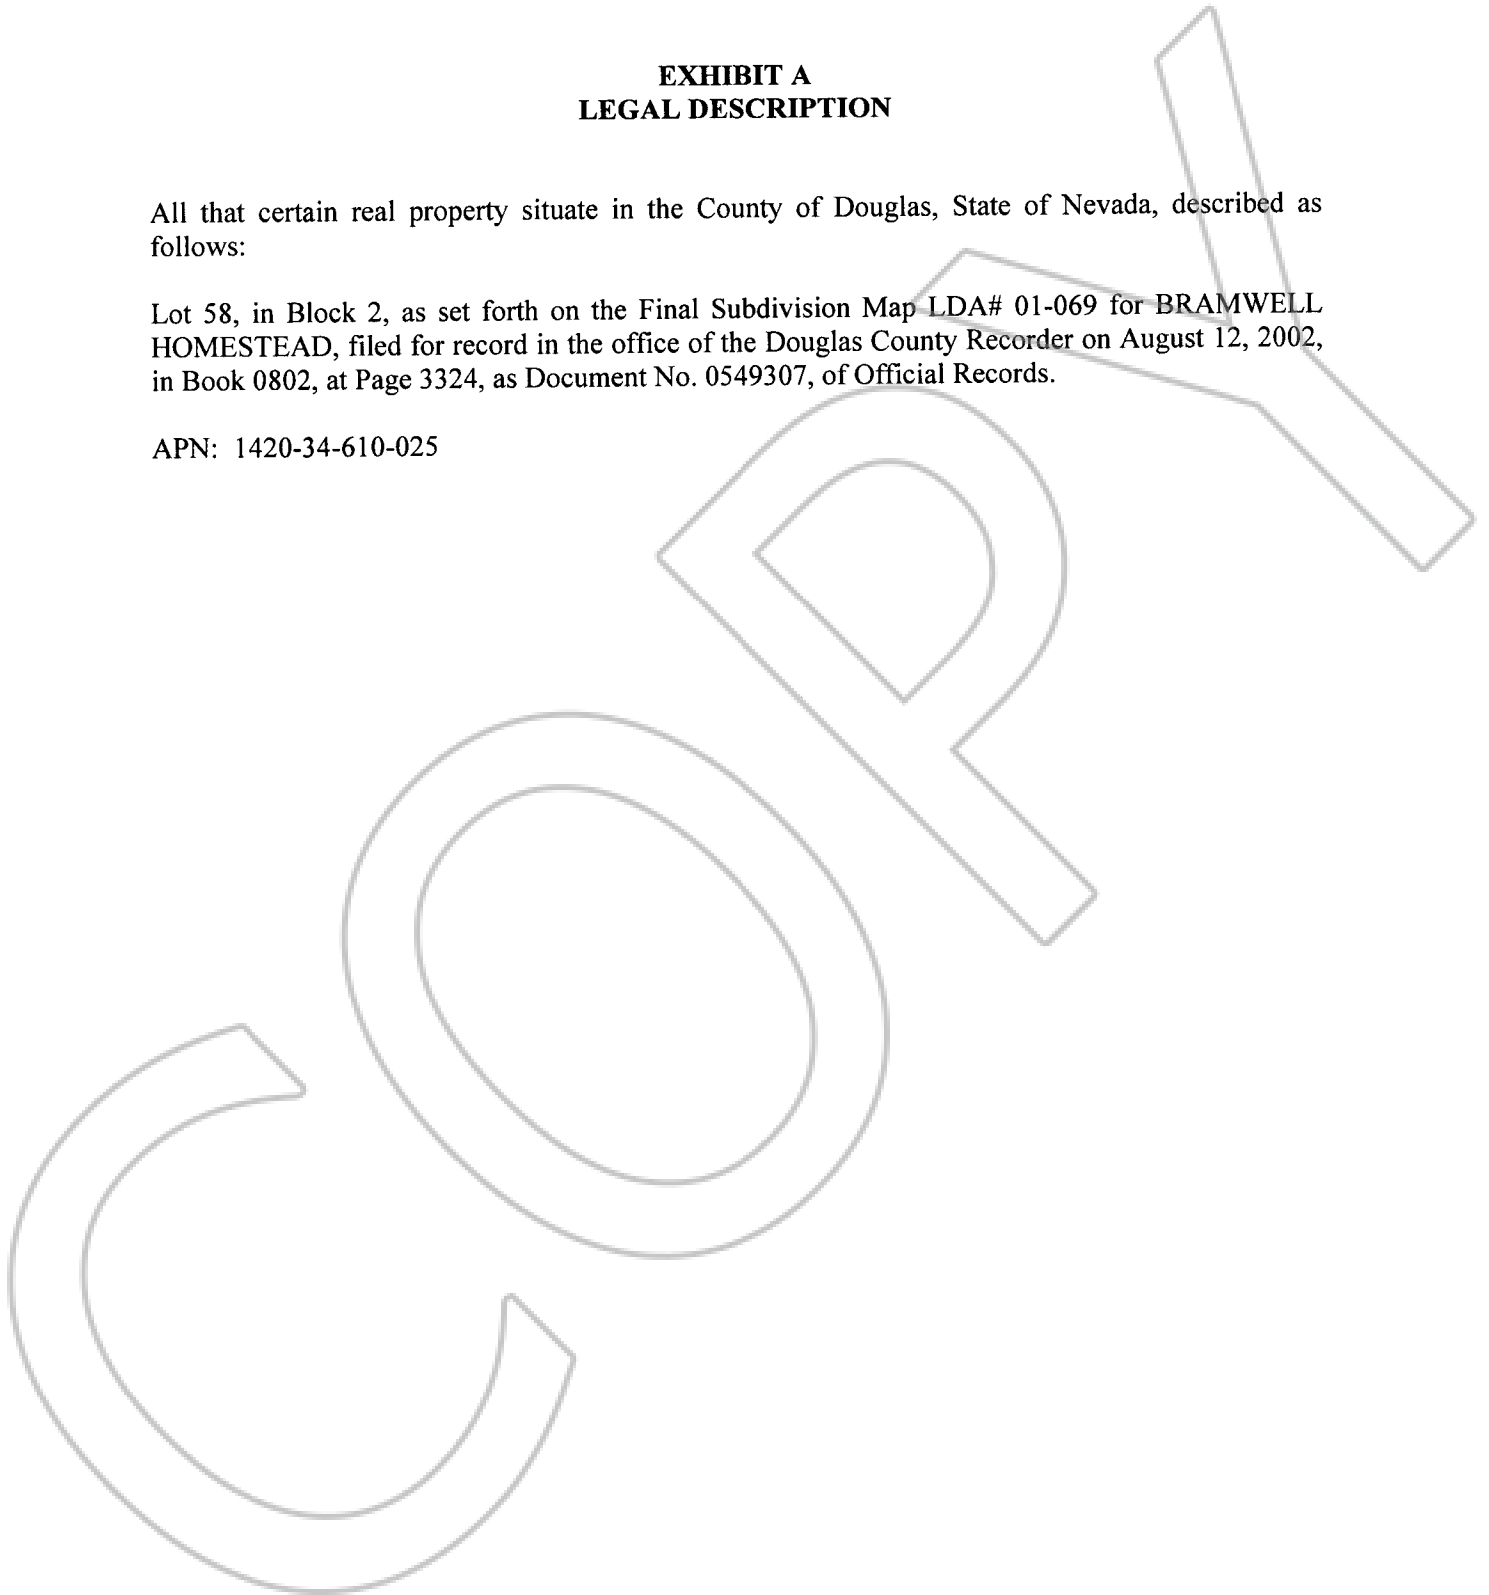 EXHIBIT A
LEGAL DESCRIPTION
All that certain real property situate in the County of Douglas, State of Nevada, described as
follows:
Lot 58, in Block 2, as set forth on the Final Subdivision Map LDA# 01-069 for BRAMWELL
HOMESTEAD, filed for record in the office of the Douglas County Recorder on August 12, 2002,
in Book 0802, at Page 3324, as Document No. 0549307, of Official Records.
APN: 1420-34-610-025
COPY